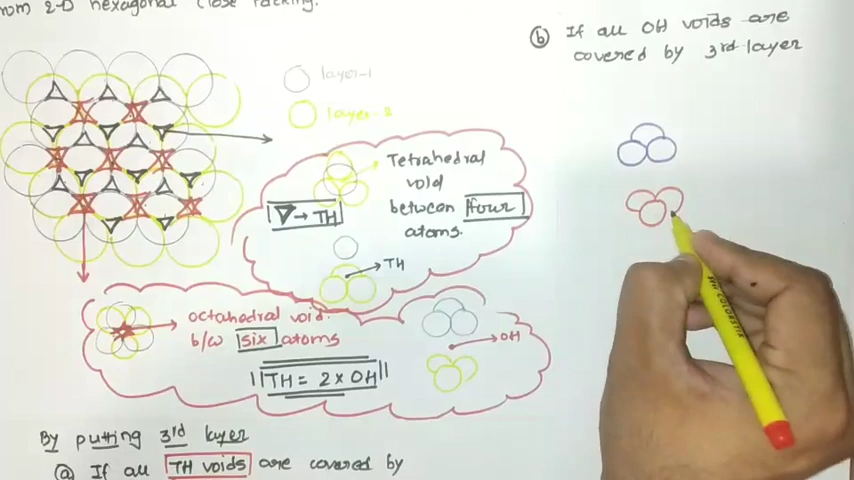 from 2-D hexagonal close Packing.
layer-1
layer-2
Tetrahedral
void
between four
atoms.
▽→ TH
TH
octahedral void.
b/w six atoms
OH
||TH = 2 x OH||
By putting 3rd layer
ⓐ If all TH voids are covered by
ⓑ If all OH voids are
covered by 3rd layer